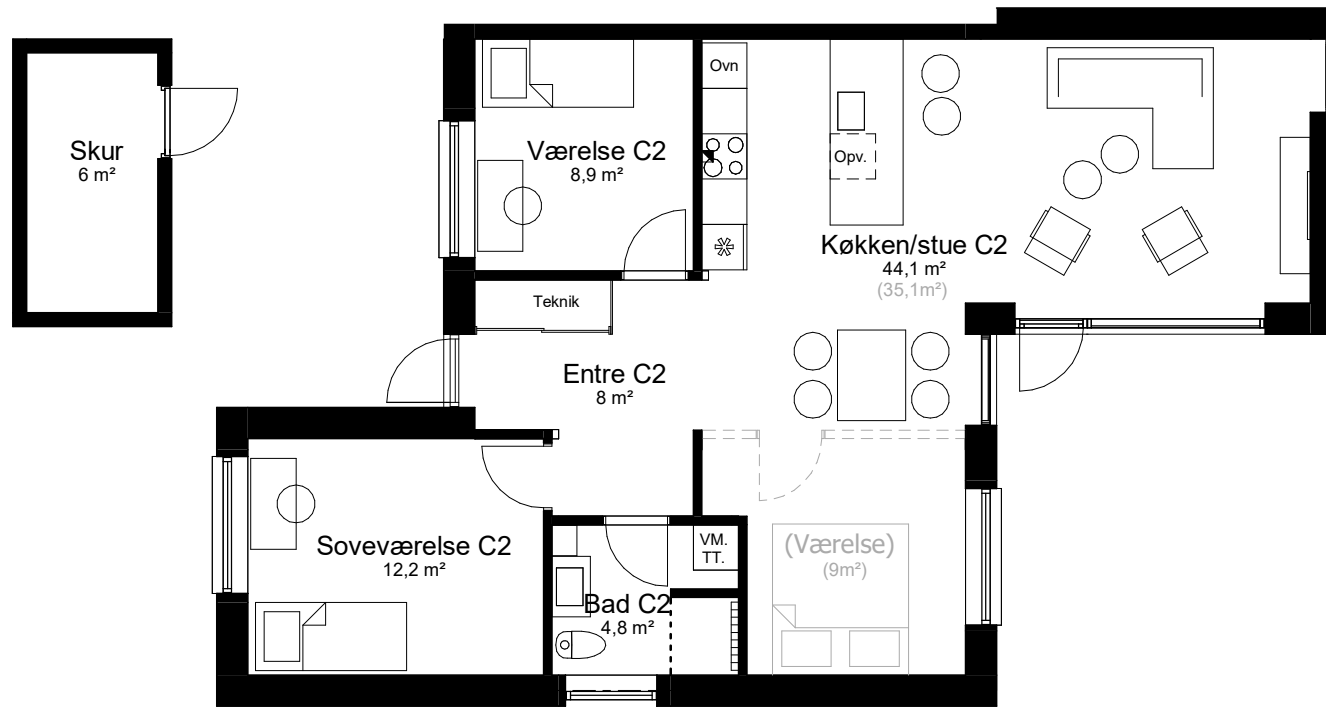 Skur
6 m²
Værelse C2
8,9 m²
Ovn
Opv.
Køkken/stue C2
44,1 m²
(35,1m²)
Teknik
Entre C2
8 m²
Soveværelse C2
12,2 m²
VM.
TT.
Bad C2
4,8 m²
(Værelse)
(9m²)